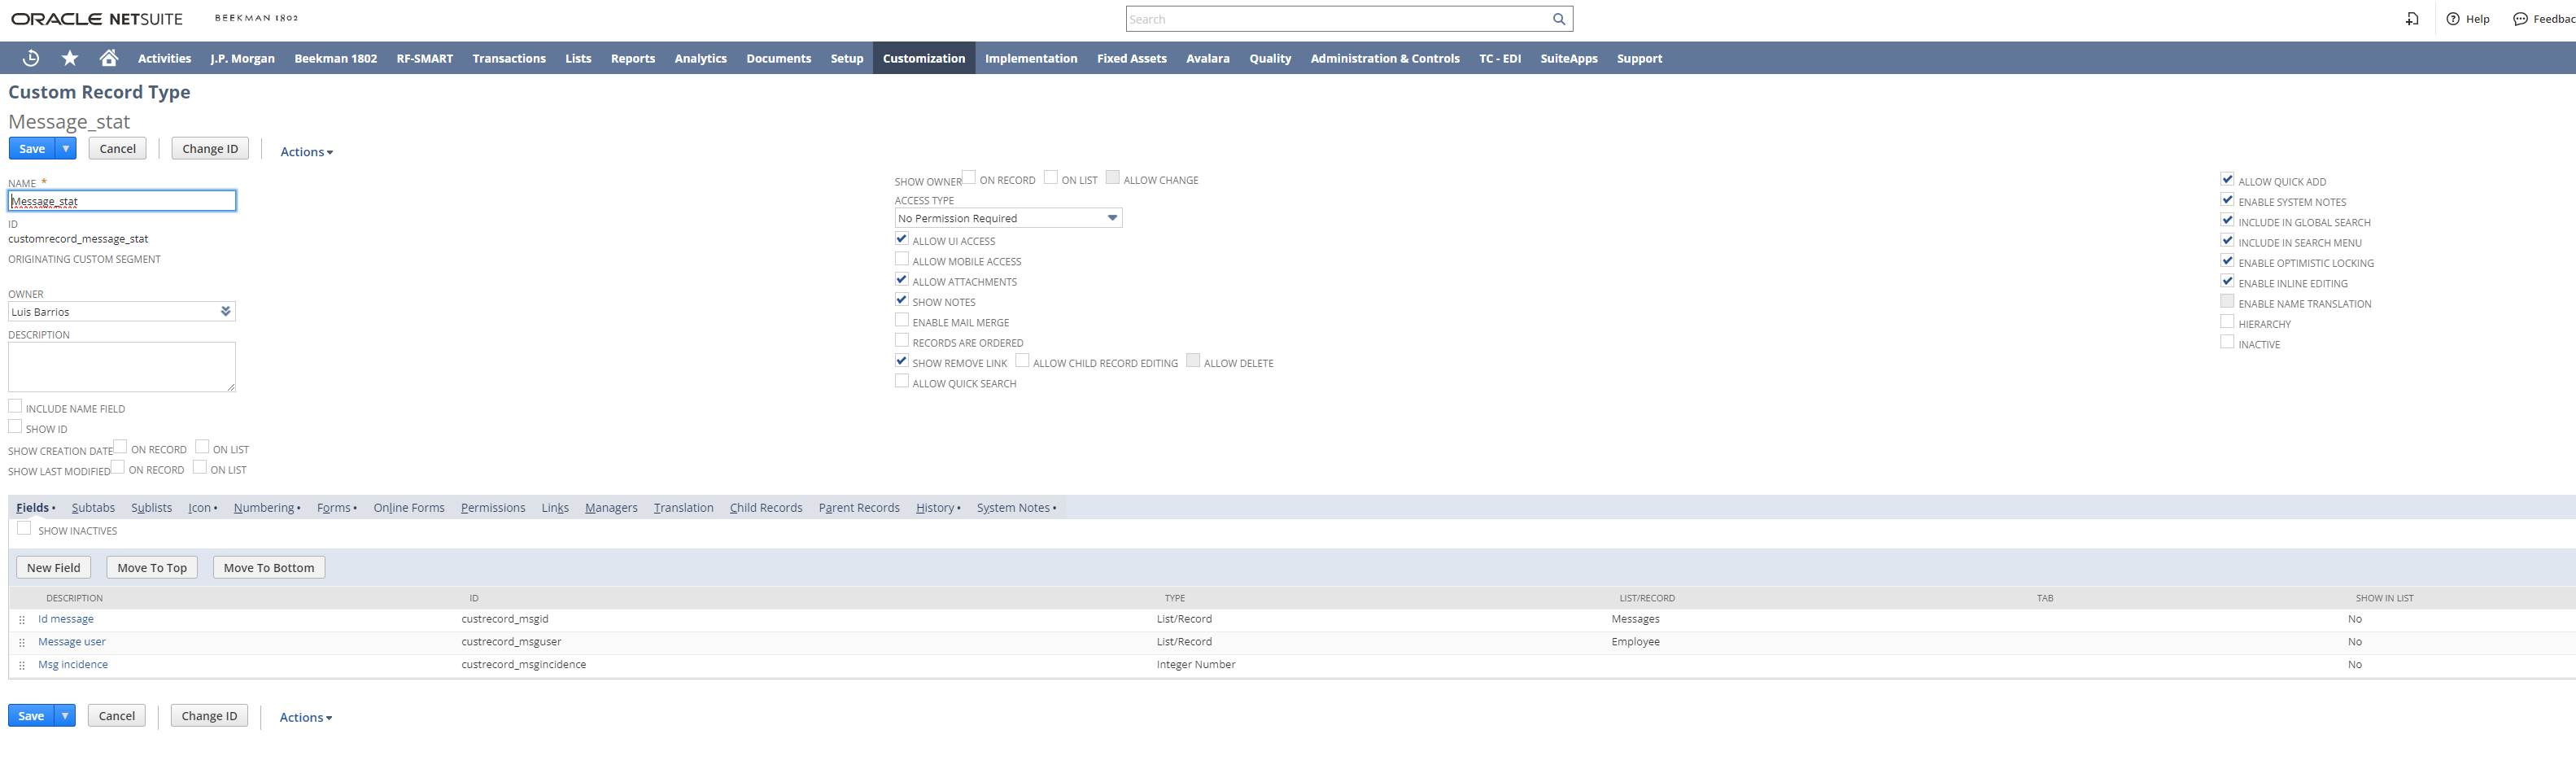 ORACLE NETSUITE BEEKMAN 1802 Search Help Feedbac
Activities J.P. Morgan Beekman 1802 RF-SMART Transactions Lists Reports Analytics Documents Setup Customization Implementation Fixed Assets Avalara Quality Administration & Controls TC - EDI SuiteApps Support
Custom Record Type
Message_stat
Save Cancel Change ID Actions
NAME *
Message_stat
ID
customrecord_message_stat
ORIGINATING CUSTOM SEGMENT
OWNER
Luis Barrios
DESCRIPTION
INCLUDE NAME FIELD
SHOW ID
SHOW CREATION DATE ON RECORD ON LIST
SHOW LAST MODIFIED ON RECORD ON LIST
SHOW OWNER ON RECORD ON LIST ALLOW CHANGE
ACCESS TYPE
No Permission Required
ALLOW UI ACCESS
ALLOW MOBILE ACCESS
ALLOW ATTACHMENTS
SHOW NOTES
ENABLE MAIL MERGE
RECORDS ARE ORDERED
SHOW REMOVE LINK ALLOW CHILD RECORD EDITING ALLOW DELETE
ALLOW QUICK SEARCH
ALLOW QUICK ADD
ENABLE SYSTEM NOTES
INCLUDE IN GLOBAL SEARCH
INCLUDE IN SEARCH MENU
ENABLE OPTIMISTIC LOCKING
ENABLE INLINE EDITING
ENABLE NAME TRANSLATION
HIERARCHY
INACTIVE
Fields • Subtabs Sublists Icon • Numbering • Forms • Online Forms Permissions Links Managers Translation Child Records Parent Records History • System Notes •
SHOW INACTIVES
New Field Move To Top Move To Bottom
DESCRIPTION ID TYPE LIST/RECORD TAB SHOW IN LIST
Id message custrecord_msgid List/Record Messages No
Message user custrecord_msguser List/Record Employee No
Msg incidence custrecord_msgincidence Integer Number No
Save Cancel Change ID Actions